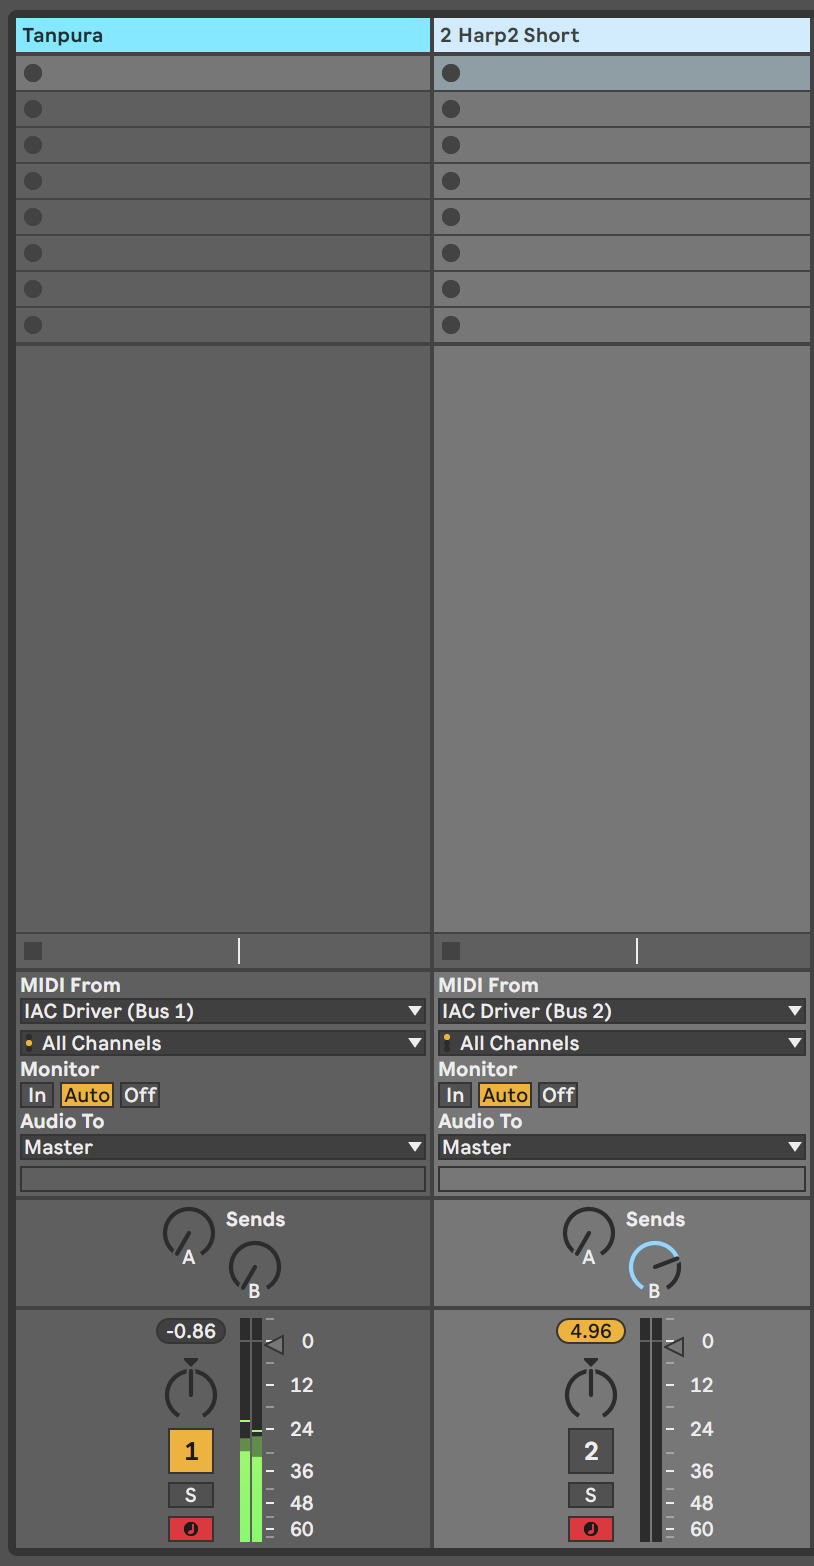 Tanpura
2 Harp2 Short
MIDI From
IAC Driver (Bus 1)
All Channels
Monitor
In Auto Off
Audio To
Master
MIDI From
IAC Driver (Bus 2)
All Channels
Monitor
In Auto Off
Audio To
Master
Sends
A
B
Sends
A
B
-0.86
0
12
24
36
48
60
1
S
4.96
0
12
24
36
48
60
2
S